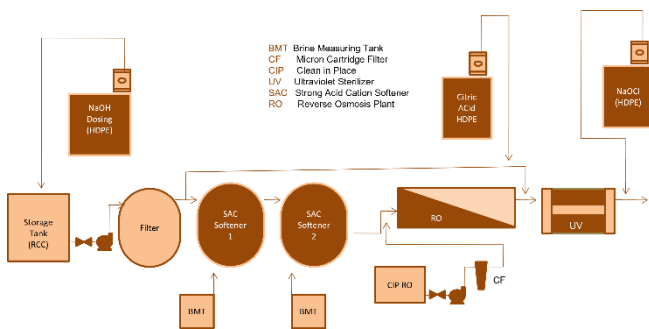 BMT Brine Measuring Tank
CF Micron Cartridge Filter
CIP Clean in Place
UV Ultraviolet Sterilizer
SAC Strong Acid Cation Softener
RO Reverse Osmosis Plant
NaOH
Dosing
(HDPE)
Citric
Acid
HDPE
NaOCl
(HDPE)
Storage
Tank
(RCC)
Filter
SAC
Softener
1
SAC
Softener
2
RO
UV
BMT
BMT
CIP RO
CF